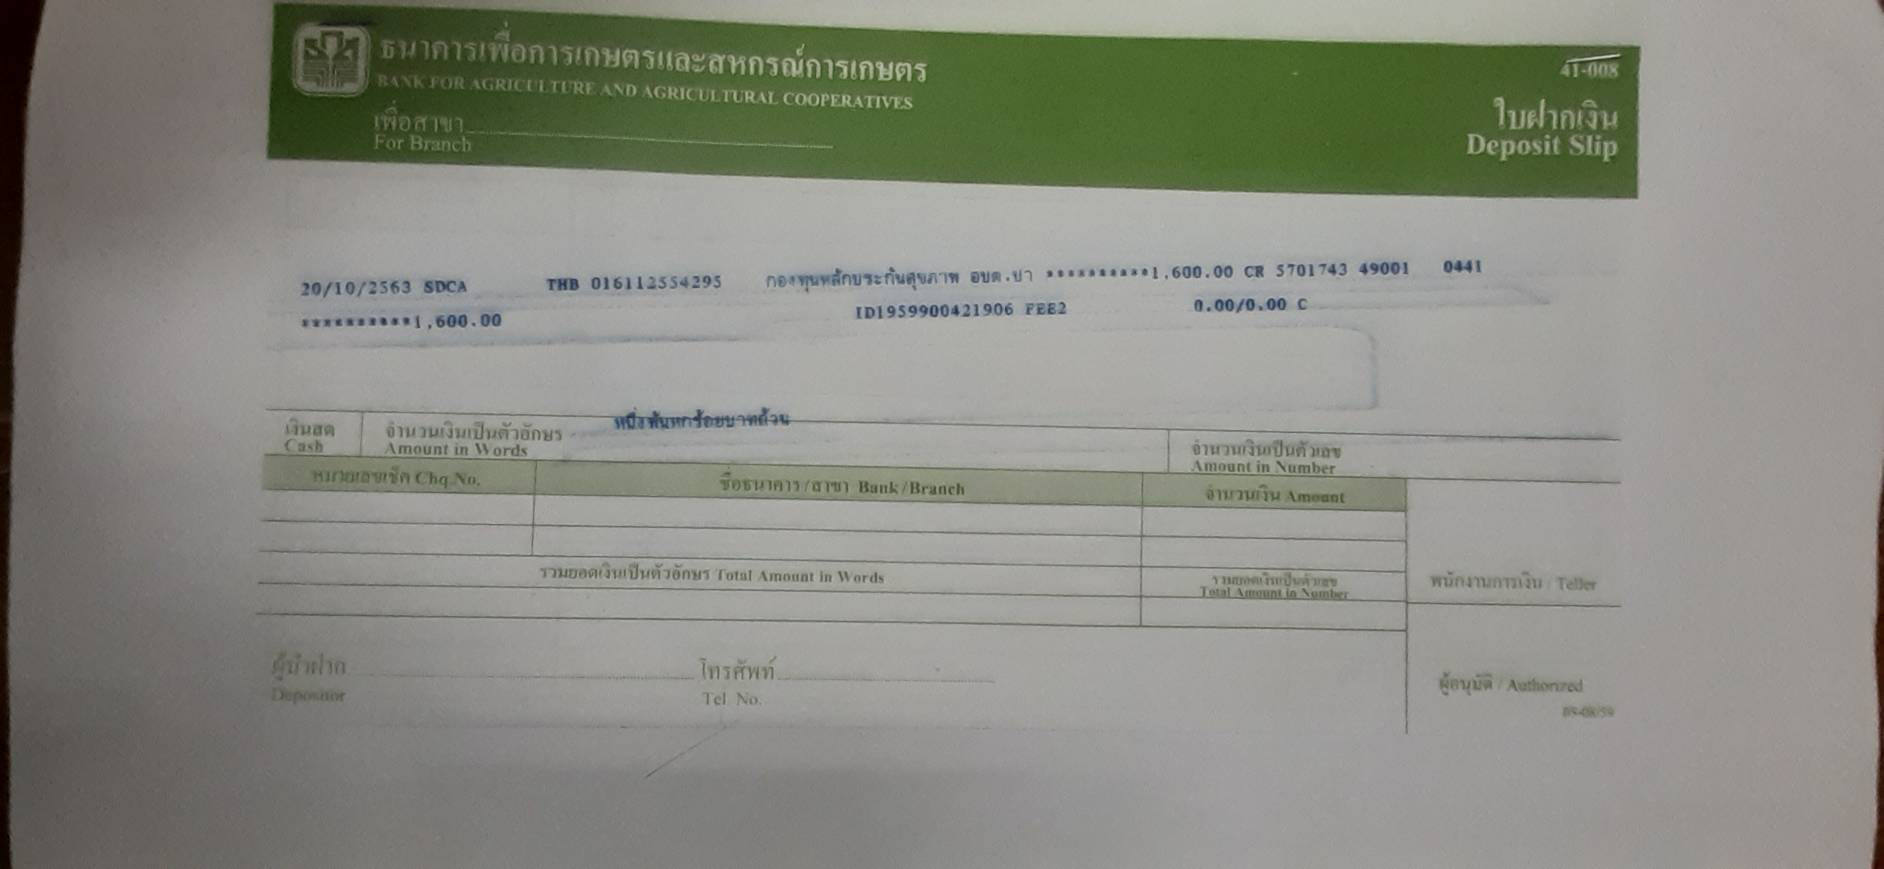 ธนาคารเพื่อการเกษตรและสหกรณ์การเกษตร
BANK FOR AGRICULTURE AND AGRICULTURAL COOPERATIVES
เพื่อสาขา
For Branch
41-008
ใบฝากเงิน
Deposit Slip
20/10/2563 SDCA THB 016112554295 กองทุนหลักประกันสุขภาพ อบต.ปา **********1,600.00 CR 5701743 49001 0441
**********1,600.00 ID1959900421906 FEE2 0.00/0.00 C
เงินสด จำนวนเงินเป็นตัวอักษร หนึ่งพันหกร้อยบาทถ้วน จำนวนเงินเป็นตัวเลข
Cash Amount in Words Amount in Number
หมายเลขเช็ค Chq.No. ชื่อธนาคาร/สาขา Bank/Branch จำนวนเงิน Amount
รวมยอดเงินเป็นตัวอักษร Total Amount in Words รวมยอดเงินเป็นตัวเลข
Total Amount in Number
พนักงานการเงิน / Teller
ผู้นำฝาก โทรศัพท์
Depositor Tel. No.
ผู้อนุมัติ / Authorized
05-08/59